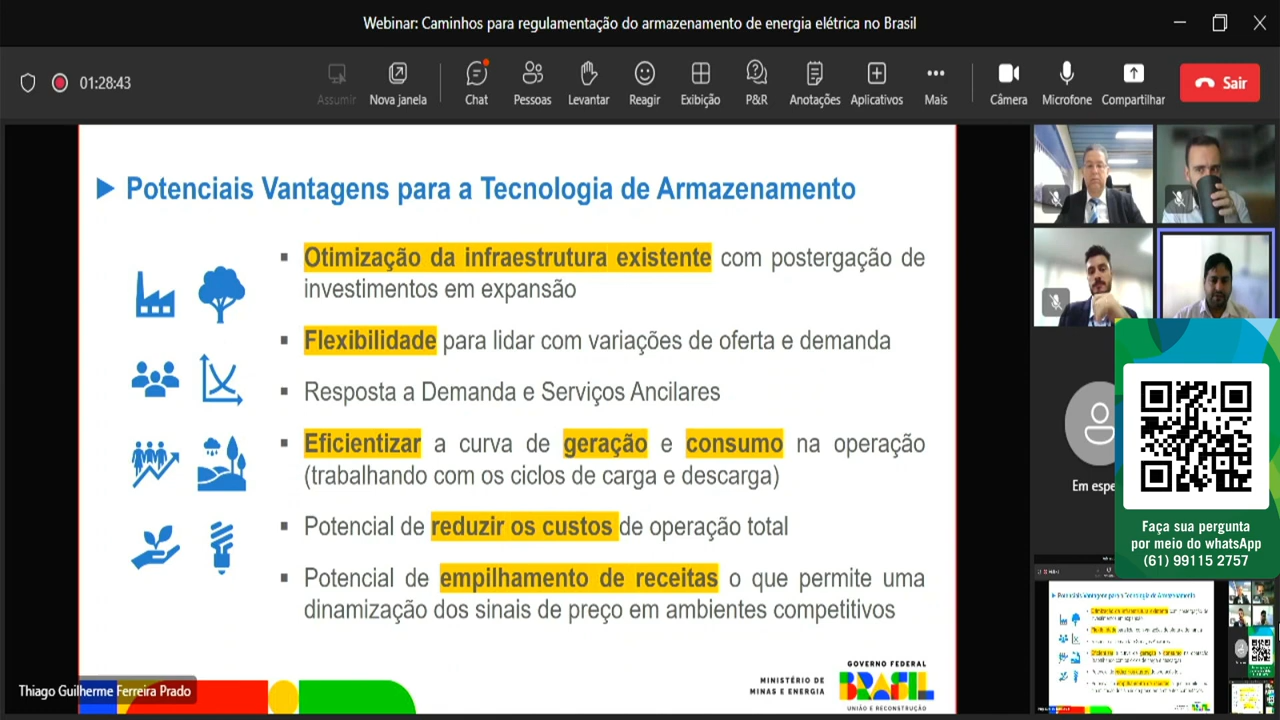 Webinar: Caminhos para regulamentação do armazenamento de energia elétrica no Brasil
01:28:43
Assumir
Nova janela
Chat
Pessoas
Levantar
Reagir
Exibição
P&R
Anotações
Aplicativos
Mais
Câmera
Microfone
Compartilhar
Sair
Potenciais Vantagens para a Tecnologia de Armazenamento
▪ Otimização da infraestrutura existente com postergação de
investimentos em expansão
▪ Flexibilidade para lidar com variações de oferta e demanda
▪ Resposta a Demanda e Serviços Ancilares
▪ Eficientizar a curva de geração e consumo na operação
(trabalhando com os ciclos de carga e descarga)
▪ Potencial de reduzir os custos de operação total
▪ Potencial de empilhamento de receitas o que permite uma
dinamização dos sinais de preço em ambientes competitivos
Thiago Guilherme Ferreira Prado
MINISTÉRIO DE
MINAS E ENERGIA
GOVERNO FEDERAL
BRASIL
UNIÃO E RECONSTRUÇÃO
Em espe
Faça sua pergunta
por meio do whatsApp
(61) 99115 2757
Potenciais Vantagens para a Tecnologia de Armazenamento